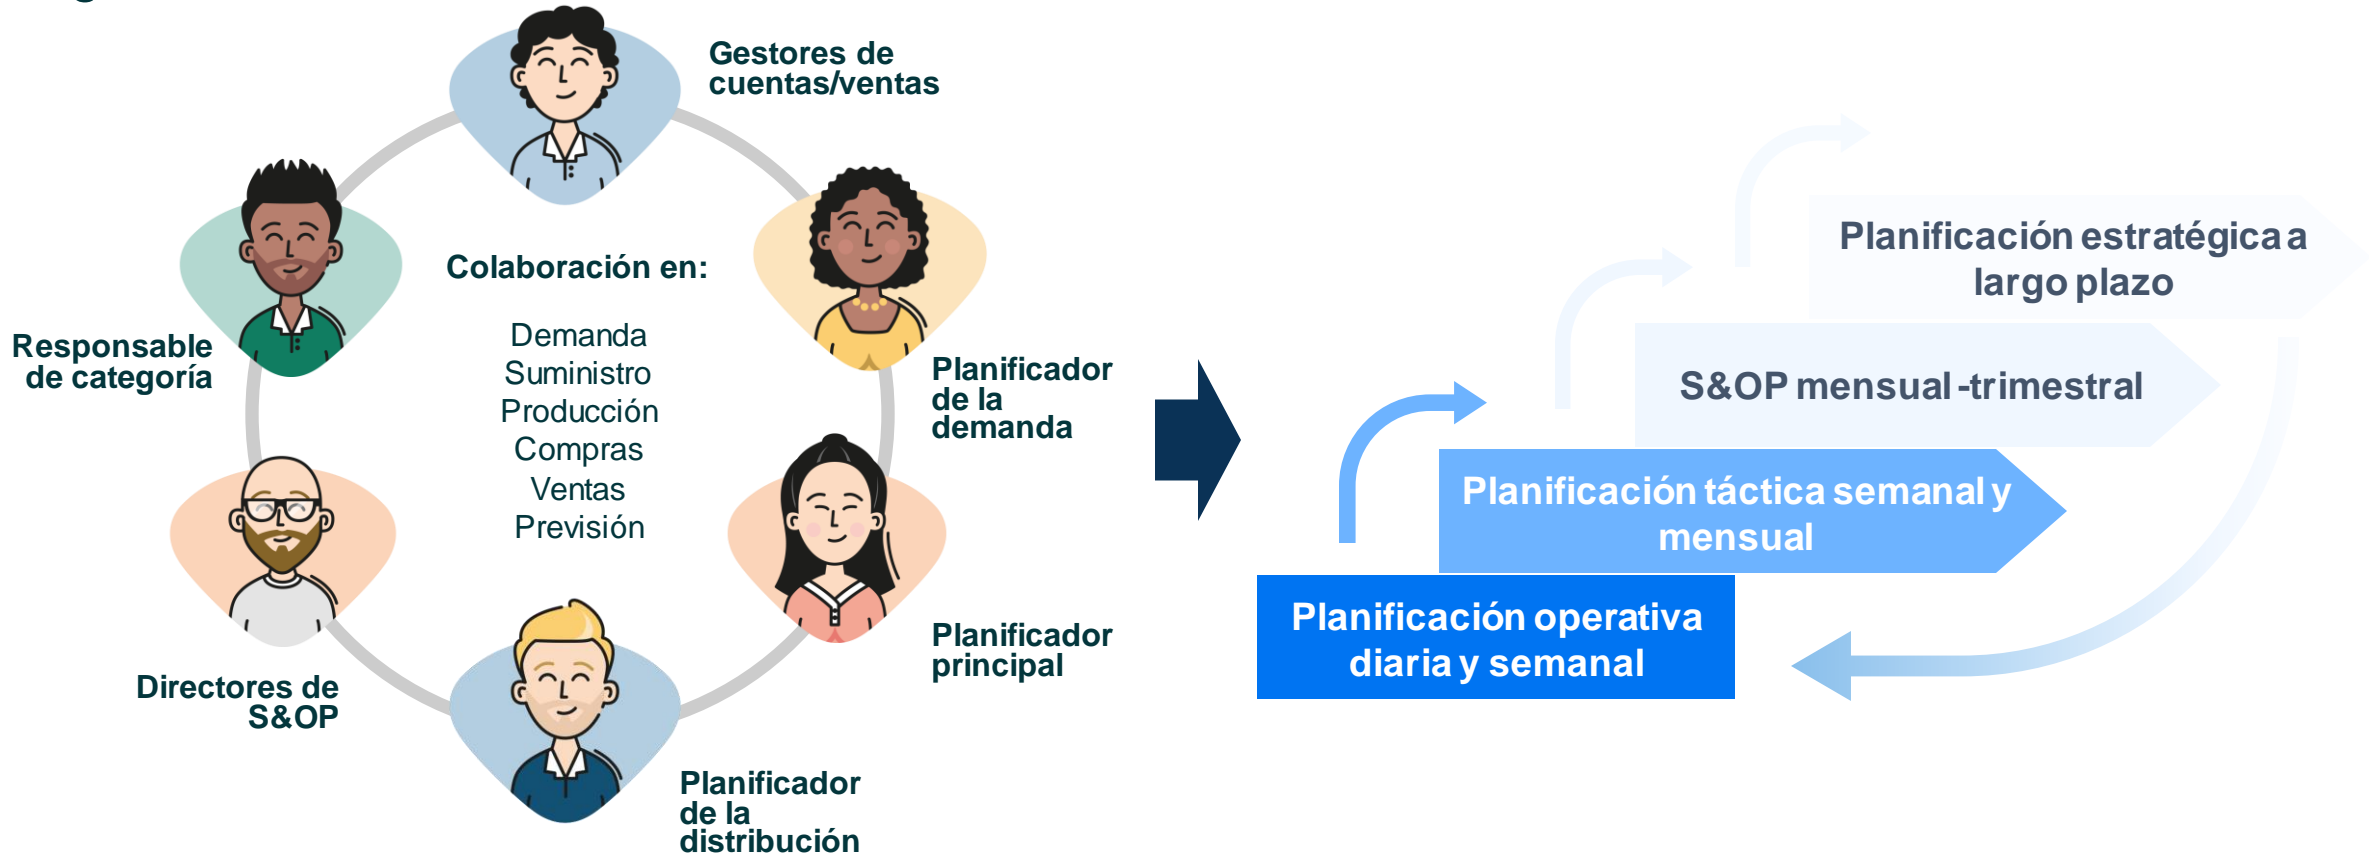 Gestores de
cuentas/ventas
Responsable
de categoría
Colaboración en:
Demanda
Suministro
Producción
Compras
Ventas
Previsión
Planificador
de la
demanda
Directores de
S&OP
Planificador
principal
Planificador
de la
distribución
Planificación estratégica a
largo plazo
S&OP mensual-trimestral
Planificación táctica semanal y
mensual
Planificación operativa
diaria y semanal